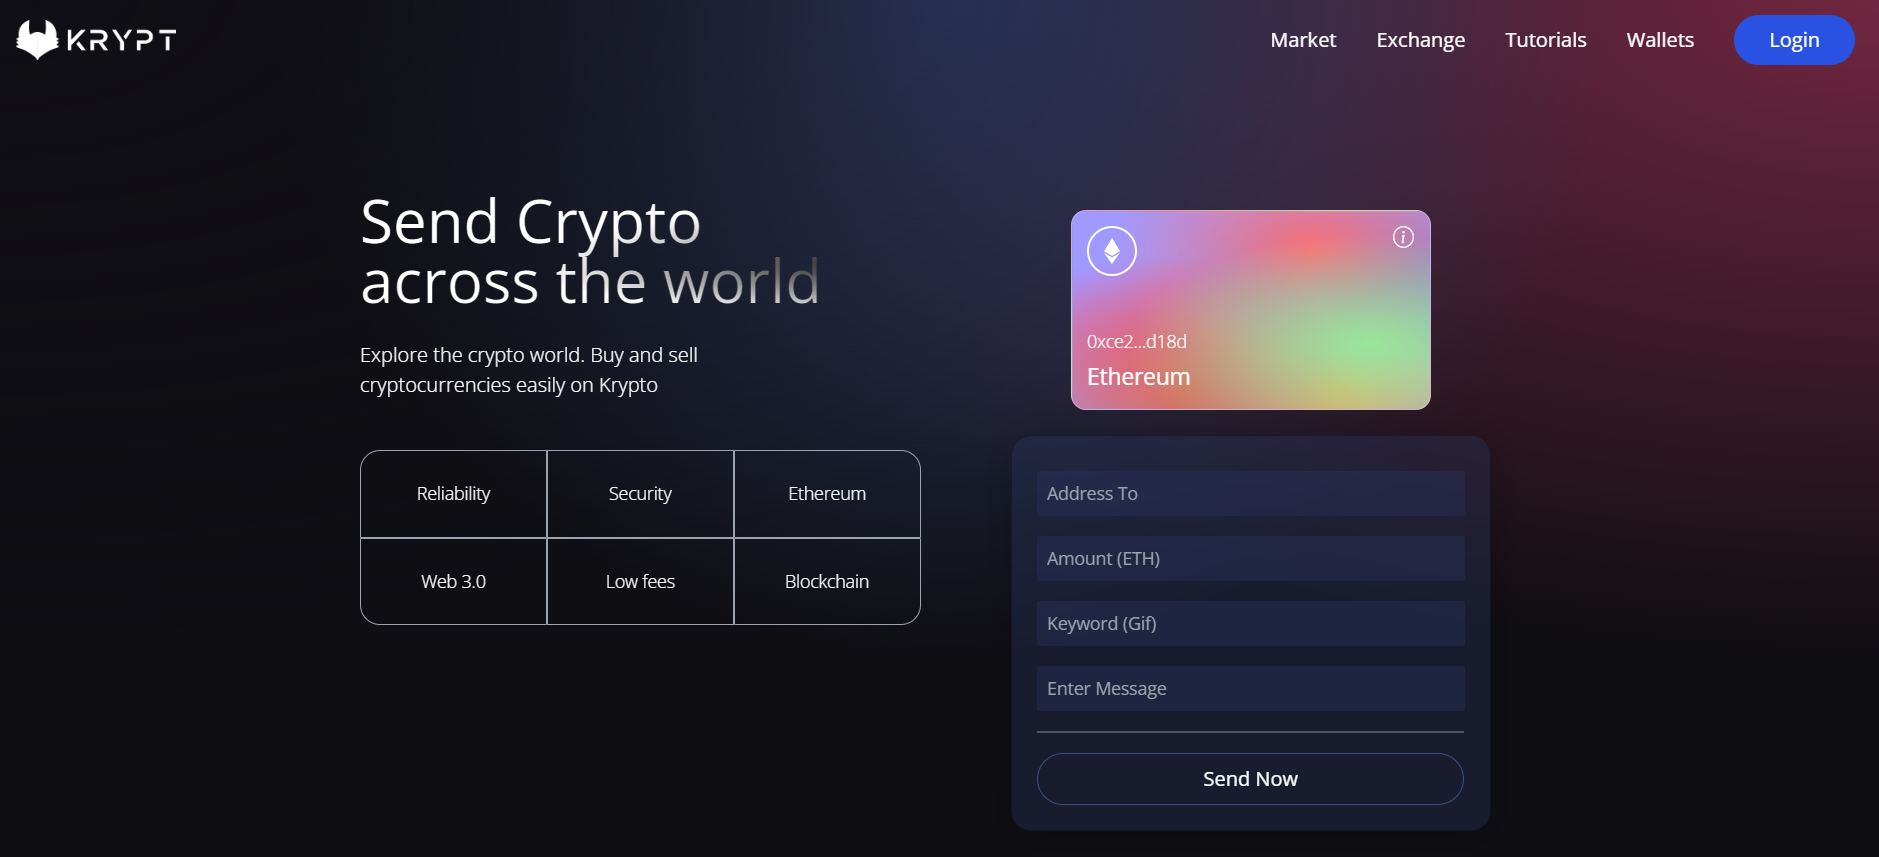 KRYPT
Market
Exchange
Tutorials
Wallets
Login
Send Crypto
across the world
Explore the crypto world. Buy and sell
cryptocurrencies easily on Krypto
Reliability
Security
Ethereum
Web 3.0
Low fees
Blockchain
i
0xce2...d18d
Ethereum
Address To
Amount (ETH)
Keyword (Gif)
Enter Message
Send Now